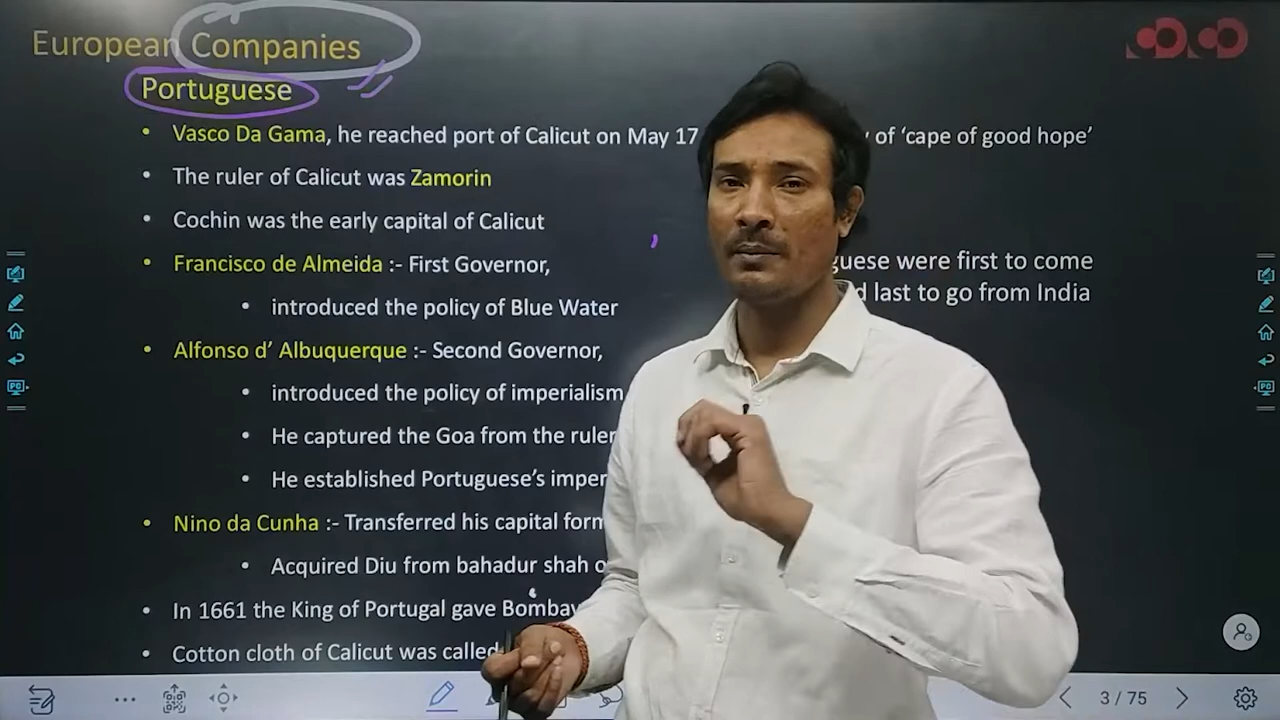 European Companies
Portuguese
• Vasco Da Gama, he reached port of Calicut on May 17 of ‘cape of good hope’
• The ruler of Calicut was Zamorin
• Cochin was the early capital of Calicut
• Francisco de Almeida :- First Governor,
guese were first to come
• introduced the policy of Blue Water
last to go from India
• Alfonso d’ Albuquerque :- Second Governor,
• introduced the policy of imperialism
• He captured the Goa from the ruler
• He established Portuguese’s imper
• Nino da Cunha :- Transferred his capital form
• Acquired Diu from bahadur shah o
• In 1661 the King of Portugal gave Bombay
• Cotton cloth of Calicut was called
3 / 75
PC
PC